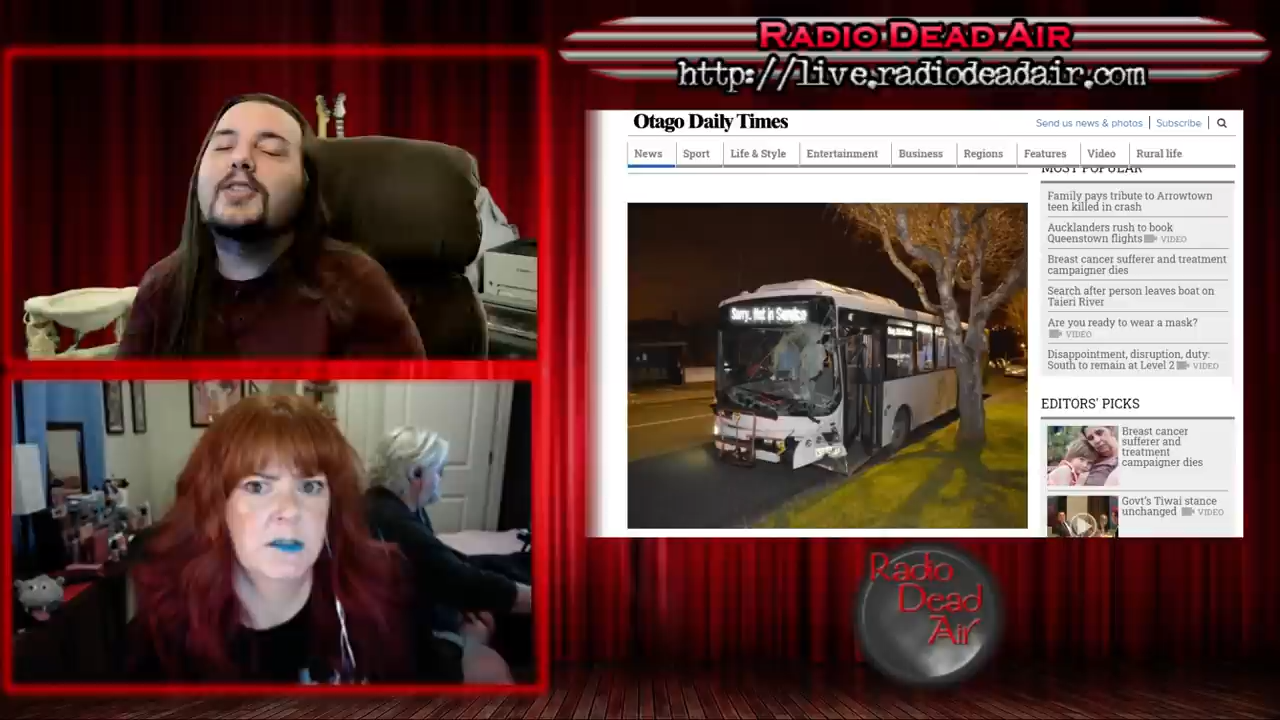 RADIO DEAD AIR
http://live.radiodeadair.com
Otago Daily Times
Send us news & photos
Subscribe
News
Sport
Life & Style
Entertainment
Business
Regions
Features
Video
Rural life
MOST POPULAR
Family pays tribute to Arrowtown
teen killed in crash
Aucklanders rush to book
Queenstown flights VIDEO
Breast cancer sufferer and treatment
campaigner dies
Search after person leaves boat on
Taieri River
Are you ready to wear a mask?
VIDEO
Disappointment, disruption, duty:
South to remain at Level 2 VIDEO
Sorry, Not in Service
EDITORS' PICKS
Breast cancer
sufferer and
treatment
campaigner dies
Govt's Tiwai stance
unchanged VIDEO
Radio
Dead
Air